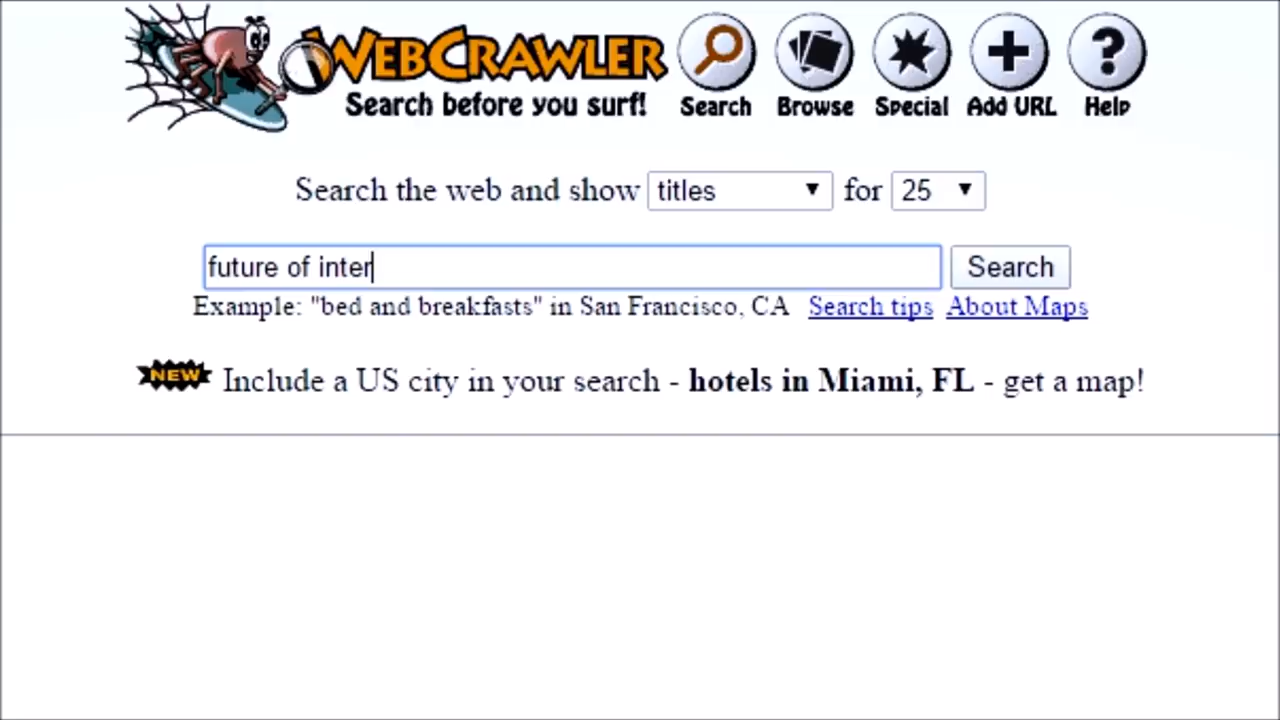 WEBCRAWLER
Search before you surf!
Search Browse Special Add URL Help
Search the web and show titles for 25
future of inter Search
Example: "bed and breakfasts" in San Francisco, CA Search tips About Maps
NEW Include a US city in your search - hotels in Miami, FL - get a map!